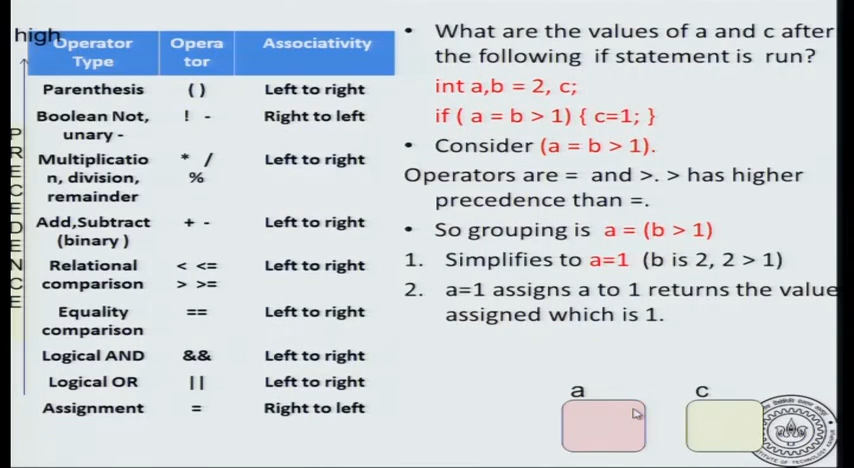 high
PRECEDENCE
Operator Type
Opera tor
Associativity
Parenthesis ( ) Left to right
Boolean Not, unary - ! - Right to left
Multiplicatio n, division, remainder * / % Left to right
Add,Subtract (binary ) + - Left to right
Relational comparison < <= > >= Left to right
Equality comparison == Left to right
Logical AND && Left to right
Logical OR || Left to right
Assignment = Right to left
• What are the values of a and c after
the following if statement is run?
int a,b = 2, c;
if ( a = b > 1) { c=1; }
• Consider (a = b > 1).
Operators are = and >. > has higher
precedence than =.
• So grouping is a = (b > 1)
1. Simplifies to a=1 (b is 2, 2 > 1)
2. a=1 assigns a to 1 returns the value
assigned which is 1.
a
c